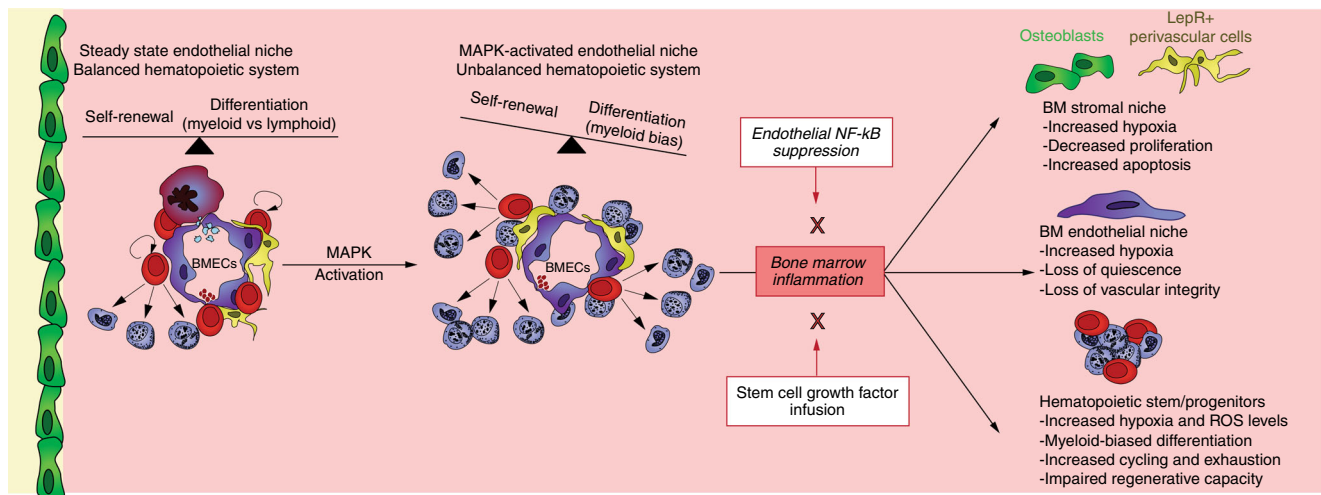 Steady state endothelial niche
Balanced hematopoietic system
Self-renewal
Differentiation
(myeloid vs lymphoid)
BMECs
MAPK
Activation
MAPK-activated endothelial niche
Unbalanced hematopoietic system
Self-renewal
Differentiation
(myeloid bias)
BMECs
Endothelial NF-kB
suppression
X
Bone marrow
inflammation
X
Stem cell growth factor
infusion
Osteoblasts
LepR+
perivascular cells
BM stromal niche
-Increased hypoxia
-Decreased proliferation
-Increased apoptosis
BM endothelial niche
-Increased hypoxia
-Loss of quiescence
-Loss of vascular integrity
Hematopoietic stem/progenitors
-Increased hypoxia and ROS levels
-Myeloid-biased differentiation
-Increased cycling and exhaustion
-Impaired regenerative capacity